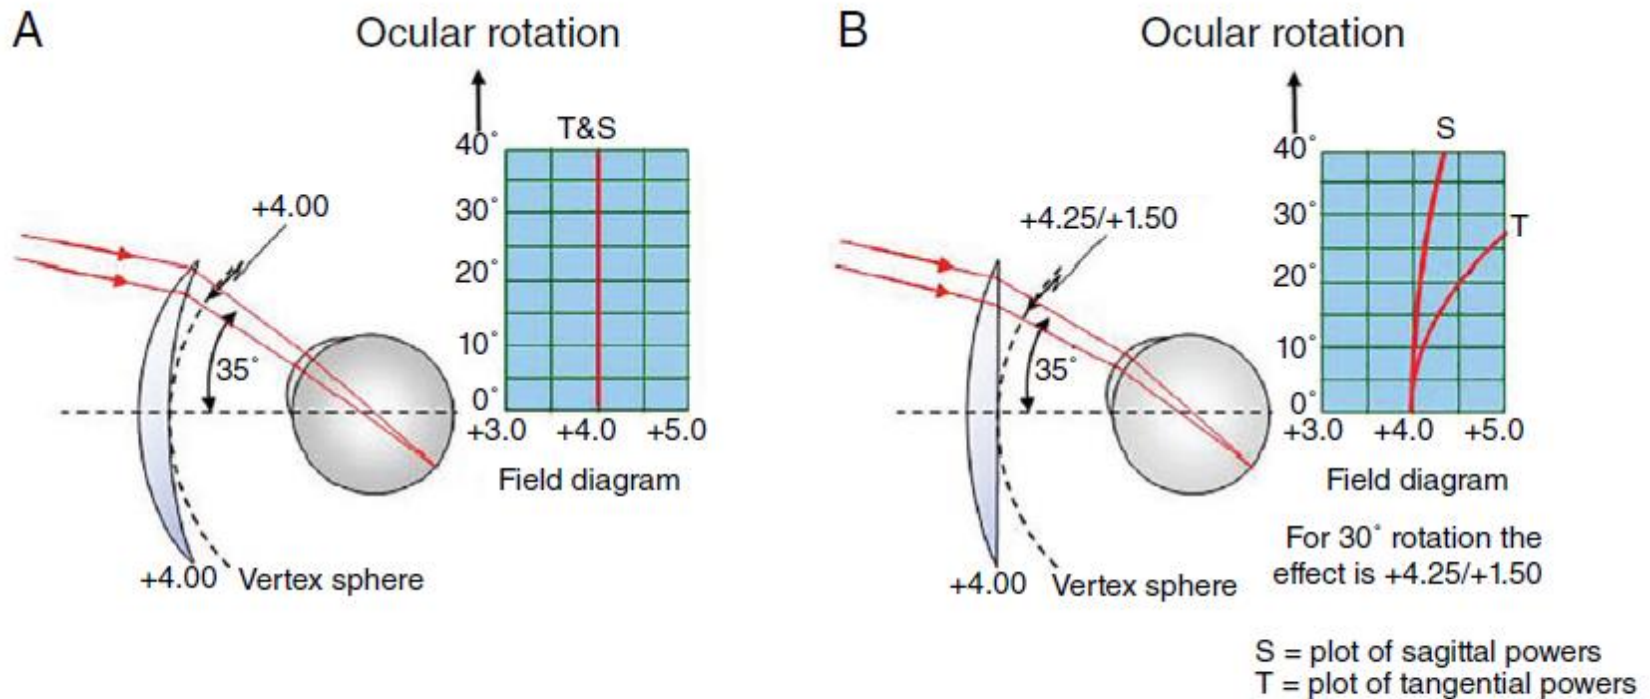 A
Ocular rotation
T&S
40°
30°
20°
10°
0°
+3.0 +4.0 +5.0
Field diagram
+4.00
35°
+4.00
Vertex sphere
B
Ocular rotation
S
T
40°
30°
20°
10°
0°
+3.0 +4.0 +5.0
Field diagram
+4.25/+1.50
35°
+4.00
Vertex sphere
For 30° rotation the
effect is +4.25/+1.50
S = plot of sagittal powers
T = plot of tangential powers